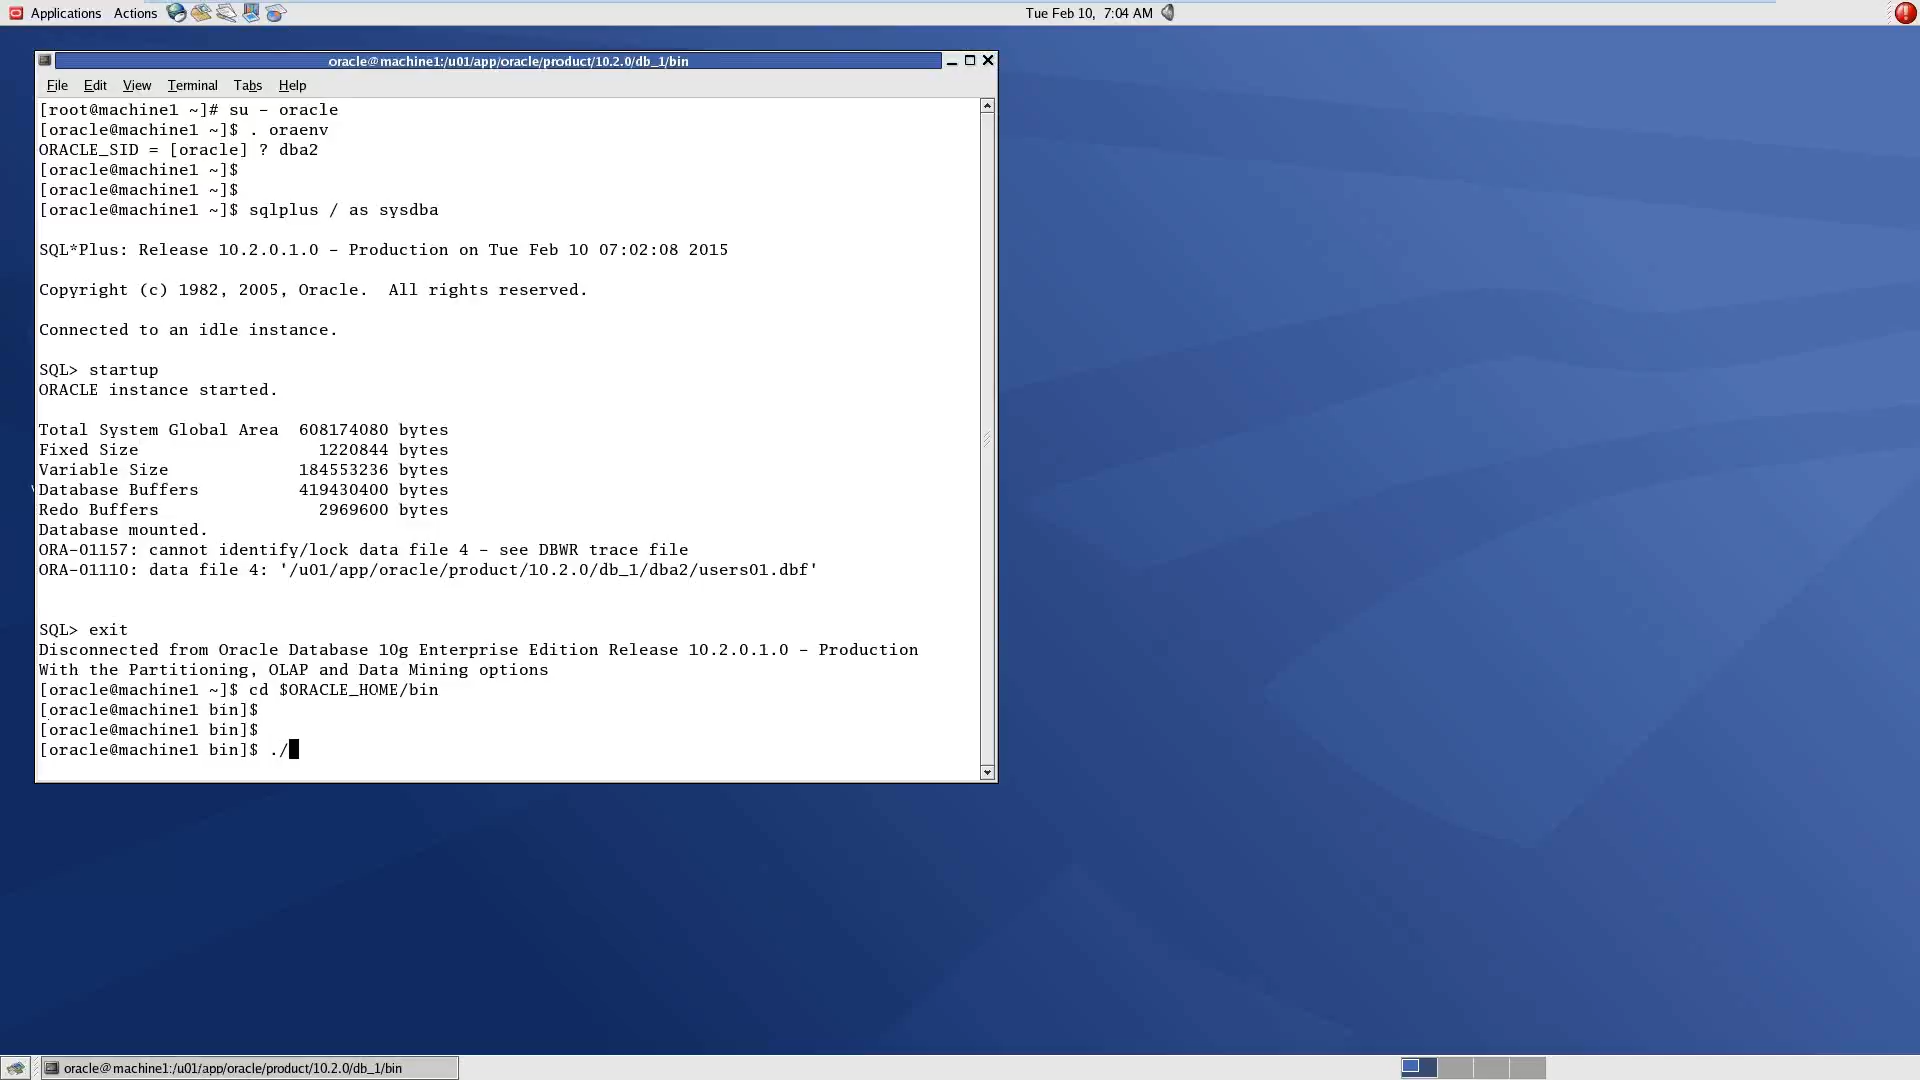 Applications Actions Tue Feb 10, 7:04 AM
oracle@machine1:/u01/app/oracle/product/10.2.0/db_1/bin
File Edit View Terminal Tabs Help
[root@machine1 ~]# su - oracle
[oracle@machine1 ~]$ . oraenv
ORACLE_SID = [oracle] ? dba2
[oracle@machine1 ~]$
[oracle@machine1 ~]$
[oracle@machine1 ~]$ sqlplus / as sysdba
SQL*Plus: Release 10.2.0.1.0 - Production on Tue Feb 10 07:02:08 2015
Copyright (c) 1982, 2005, Oracle.  All rights reserved.
Connected to an idle instance.
SQL> startup
ORACLE instance started.
Total System Global Area  608174080 bytes
Fixed Size                  1220844 bytes
Variable Size             184553236 bytes
Database Buffers          419430400 bytes
Redo Buffers                2969600 bytes
Database mounted.
ORA-01157: cannot identify/lock data file 4 - see DBWR trace file
ORA-01110: data file 4: '/u01/app/oracle/product/10.2.0/db_1/dba2/users01.dbf'
SQL> exit
Disconnected from Oracle Database 10g Enterprise Edition Release 10.2.0.1.0 - Production
With the Partitioning, OLAP and Data Mining options
[oracle@machine1 ~]$ cd $ORACLE_HOME/bin
[oracle@machine1 bin]$
[oracle@machine1 bin]$
[oracle@machine1 bin]$ ./
oracle@machine1:/u01/app/oracle/product/10.2.0/db_1/bin